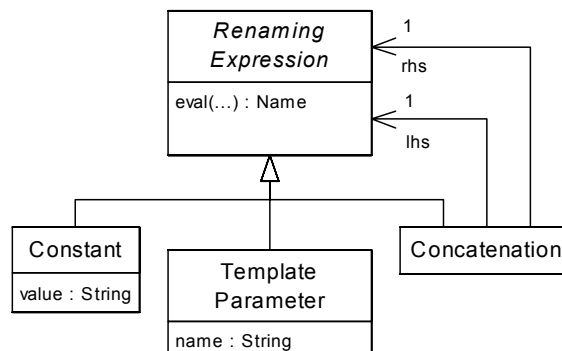 Renaming
Expression
eval(…) : Name
1
rhs
1
lhs
Constant
value : String
Template
Parameter
name : String
Concatenation